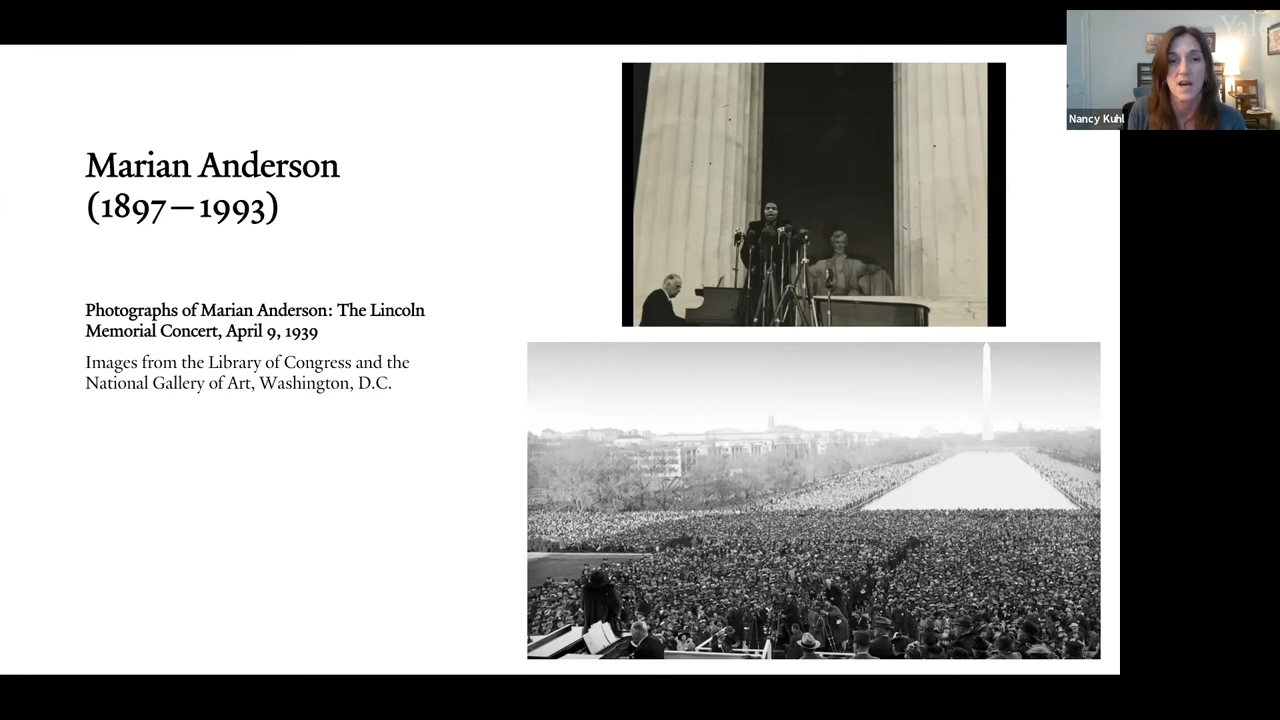 Marian Anderson
(1897–1993)
Photographs of Marian Anderson: The Lincoln
Memorial Concert, April 9, 1939
Images from the Library of Congress and the
National Gallery of Art, Washington, D.C.
Nancy Kuhl
Yale